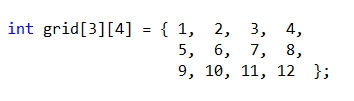 int grid[3][4] = { 1,  2,  3,  4,
                   5,  6,  7,  8,
                   9, 10, 11, 12  };